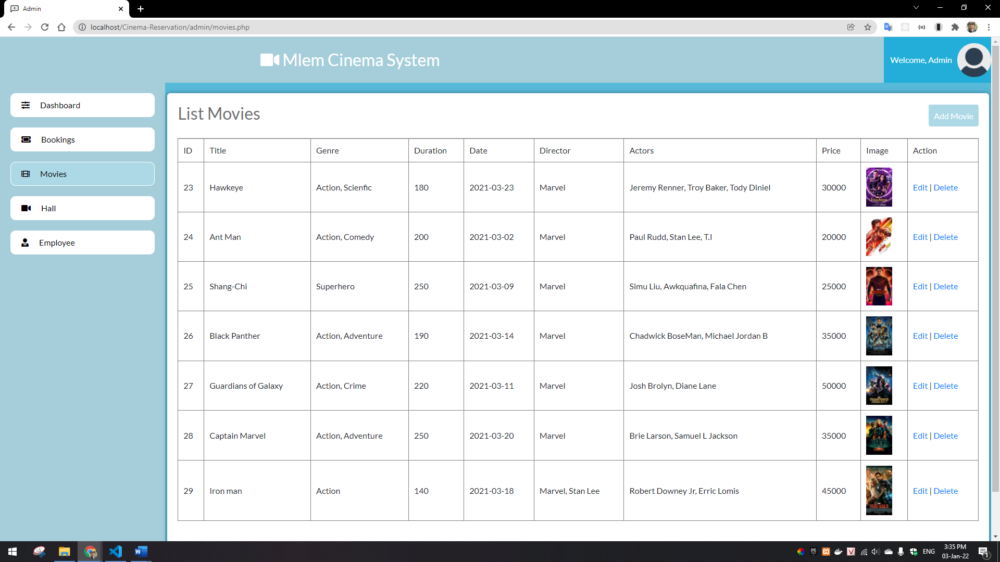 Admin
localhost/Cinema-Reservation/admin/movies.php
Mlem Cinema System
Welcome, Admin
Dashboard
Bookings
Movies
Hall
Employee
List Movies
Add Movie
ID Title Genre Duration Date Director Actors Price Image Action
23 Hawkeye Action, Scienfic 180 2021-03-23 Marvel Jeremy Renner, Troy Baker, Tody Diniel 30000 Edit | Delete
24 Ant Man Action, Comedy 200 2021-03-02 Marvel Paul Rudd, Stan Lee, T.I 20000 Edit | Delete
25 Shang-Chi Superhero 250 2021-03-09 Marvel Simu Liu, Awkquafina, Fala Chen 25000 Edit | Delete
26 Black Panther Action, Adventure 190 2021-03-14 Marvel Chadwick BoseMan, Michael Jordan B 35000 Edit | Delete
27 Guardians of Galaxy Action, Crime 220 2021-03-11 Marvel Josh Brolyn, Diane Lane 50000 Edit | Delete
28 Captain Marvel Action, Adventure 250 2021-03-20 Marvel Brie Larson, Samuel L Jackson 35000 Edit | Delete
29 Iron man Action 140 2021-03-18 Marvel, Stan Lee Robert Downey Jr, Erric Lomis 45000 Edit | Delete
ENG
3:35 PM
03-Jan-22
1